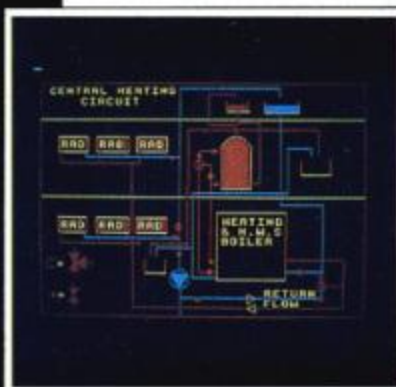 CENTRAL HEATING
CIRCUIT
RAD RAD RAD
RAD RAD RAD
HEATING
& H.W.S
BOILER
RETURN
FLOW